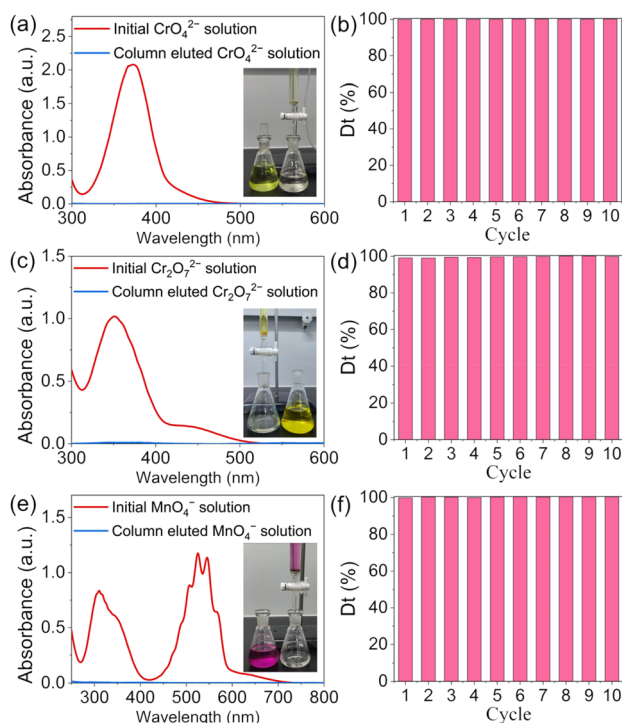 (a)
Initial CrO₄²⁻ solution
Column eluted CrO₄²⁻ solution
Absorbance (a.u.)
2.5
2.0
1.5
1.0
0.5
0.0
300 400 500 600
Wavelength (nm)
(b)
Dt (%)
100
80
60
40
20
0
1 2 3 4 5 6 7 8 9 10
Cycle
(c)
Initial Cr₂O₇²⁻ solution
Column eluted Cr₂O₇²⁻ solution
Absorbance (a.u.)
1.5
1.0
0.5
0.0
300 400 500 600
Wavelength (nm)
(d)
Dt (%)
100
80
60
40
20
0
1 2 3 4 5 6 7 8 9 10
Cycle
(e)
Initial MnO₄⁻ solution
Column eluted MnO₄⁻ solution
Absorbance (a.u.)
1.5
1.2
0.9
0.6
0.3
0.0
300 400 500 600 700 800
Wavelength (nm)
(f)
Dt (%)
100
80
60
40
20
0
1 2 3 4 5 6 7 8 9 10
Cycle